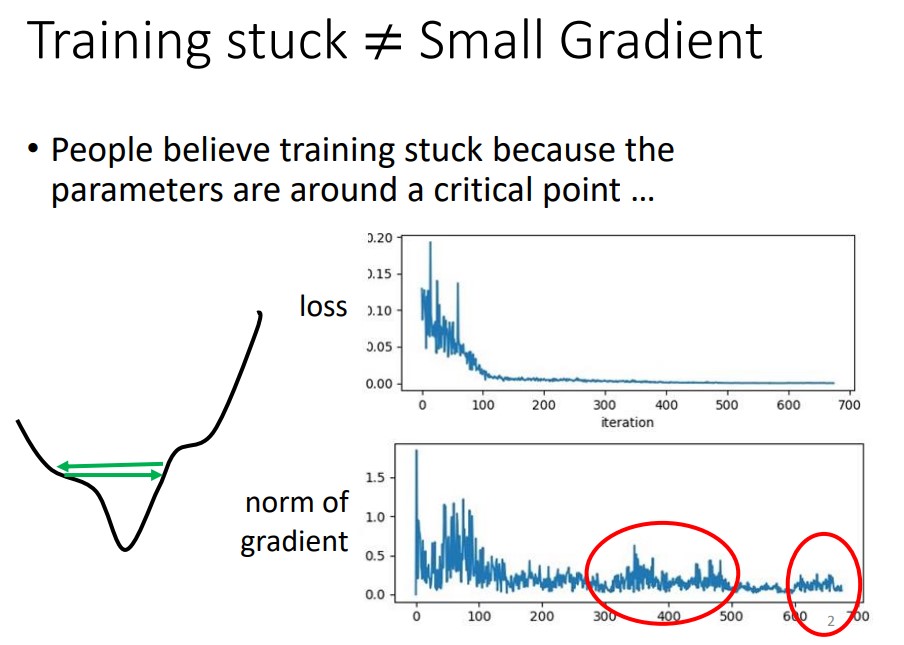 Training stuck ≠ Small Gradient
• People believe training stuck because the
parameters are around a critical point ...
loss
0.20
0.15
0.10
0.05
0.00
0 100 200 300 400 500 600 700
iteration
norm of
gradient
1.5
1.0
0.5
0.0
0 100 200 300 400 500 600 700
2